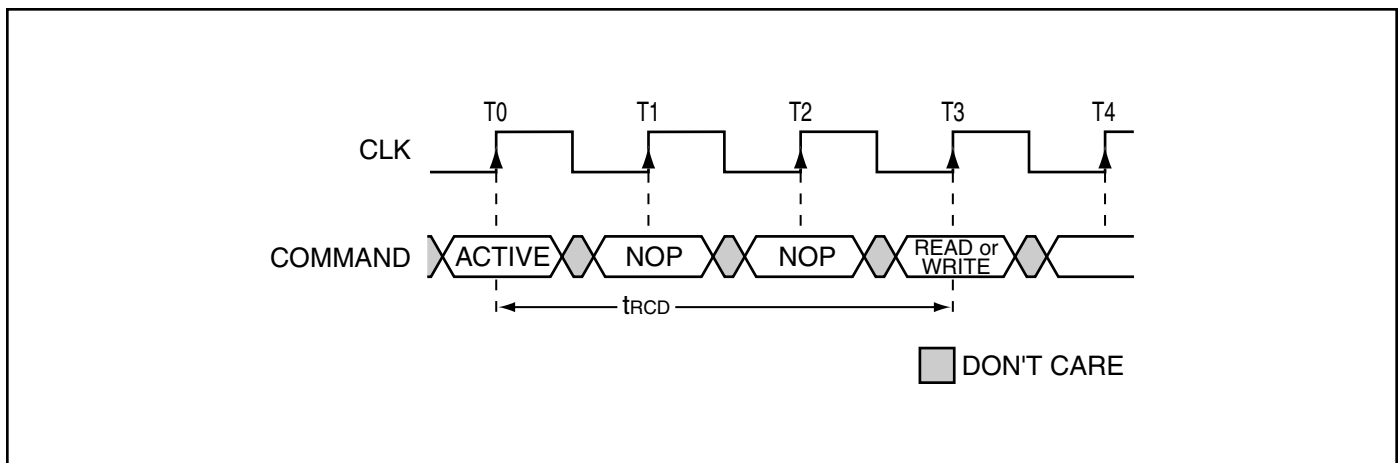 T0 T1 T2 T3 T4
CLK
COMMAND ACTIVE NOP NOP READ or
WRITE
tRCD
DON'T CARE